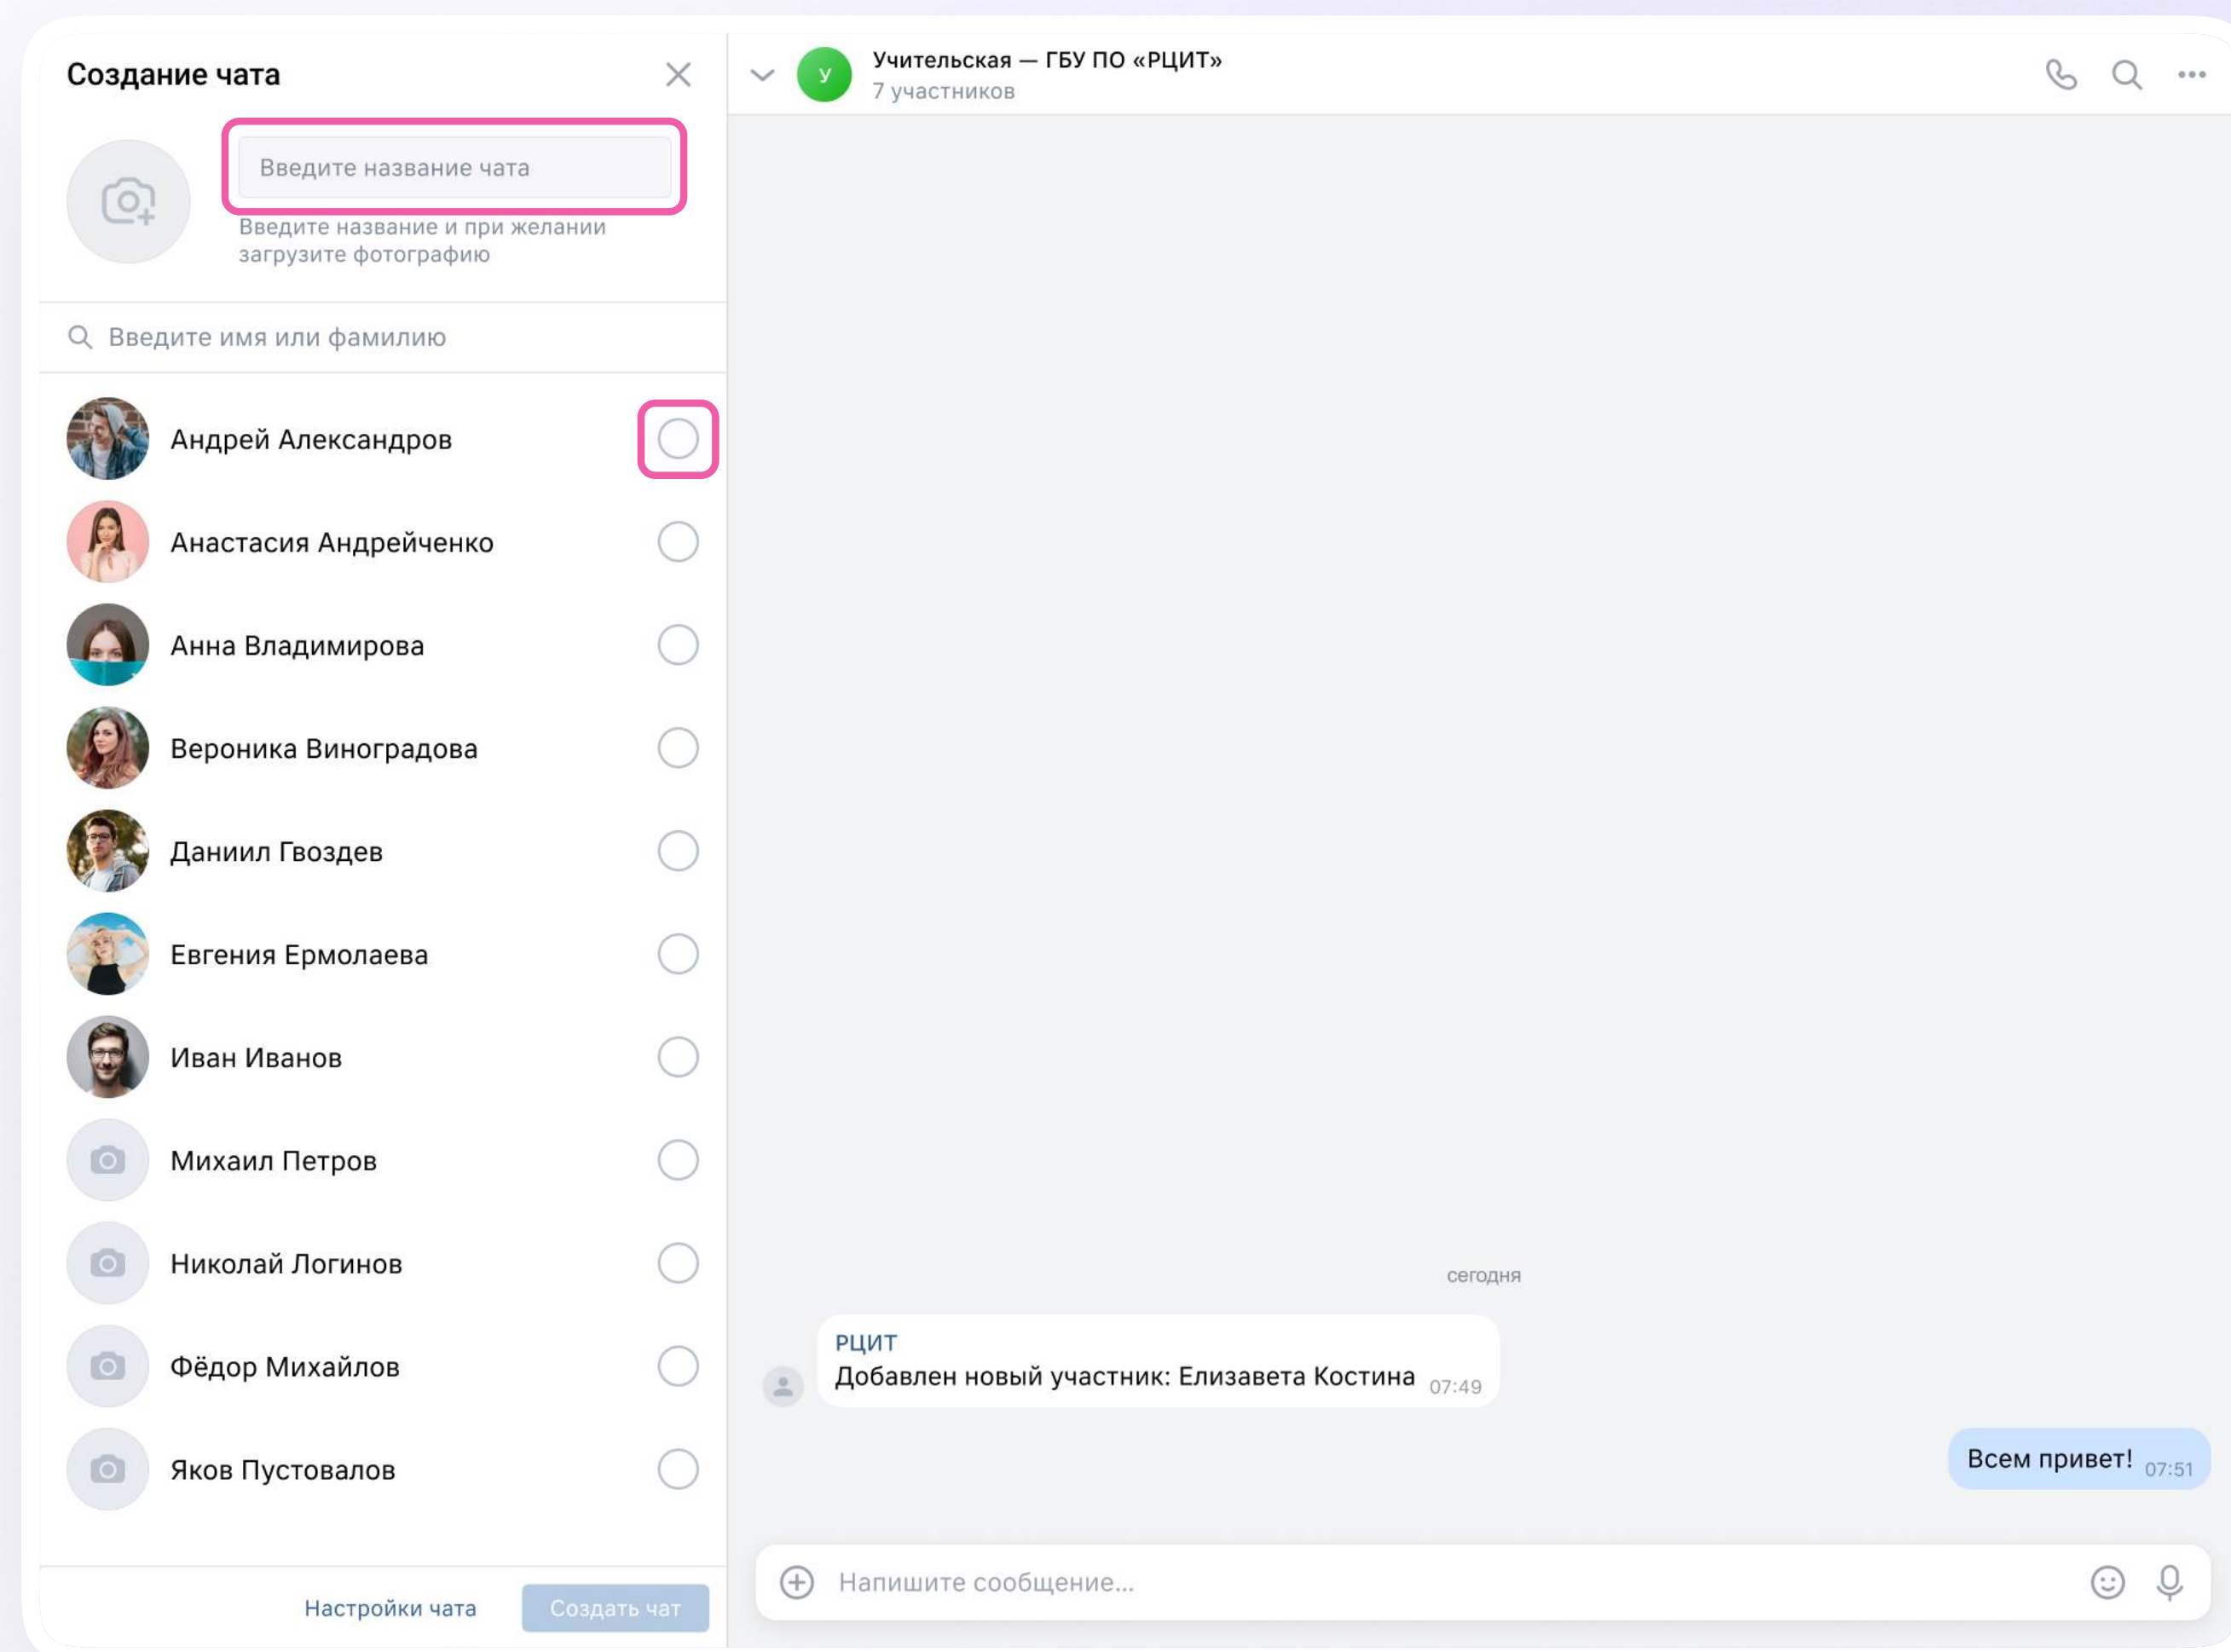 Создание чата
Введите название чата
Введите название и при желании
загрузите фотографию
Введите имя или фамилию
Андрей Александров
Анастасия Андрейченко
Анна Владимирова
Вероника Виноградова
Даниил Гвоздев
Евгения Ермолаева
Иван Иванов
Михаил Петров
Николай Логинов
Фёдор Михайлов
Яков Пустовалов
Настройки чата
Создать чат
У
Учительская — ГБУ ПО «РЦИТ»
7 участников
сегодня
РЦИТ
Добавлен новый участник: Елизавета Костина 07:49
Всем привет! 07:51
Напишите сообщение...